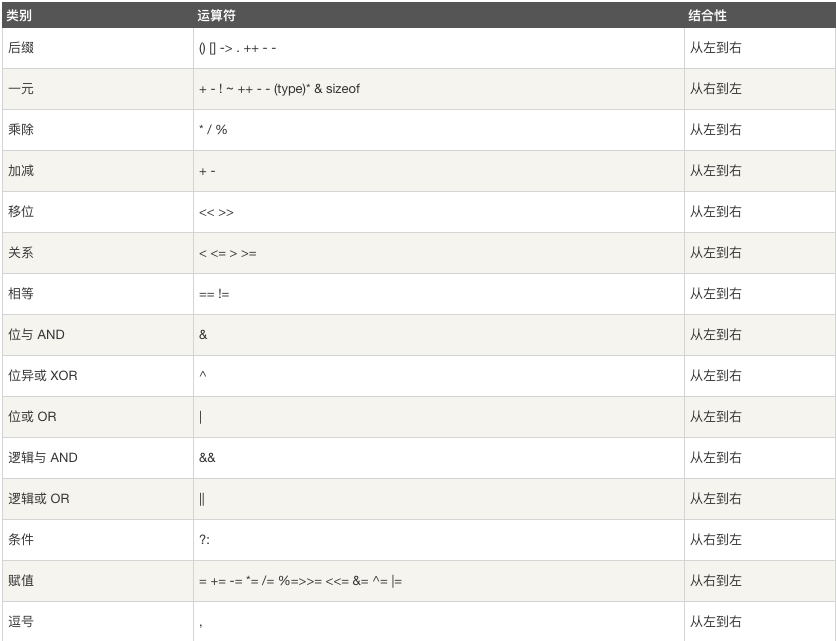 类别 运算符 结合性
后缀 () [] -> . ++ - - 从左到右
一元 + - ! ~ ++ - - (type)* & sizeof 从右到左
乘除 * / % 从左到右
加减 + - 从左到右
移位 << >> 从左到右
关系 < <= > >= 从左到右
相等 == != 从左到右
位与 AND & 从左到右
位异或 XOR ^ 从左到右
位或 OR | 从左到右
逻辑与 AND && 从左到右
逻辑或 OR || 从左到右
条件 ?: 从右到左
赋值 = += -= *= /= %=>>= <<= &= ^= |= 从右到左
逗号 , 从左到右